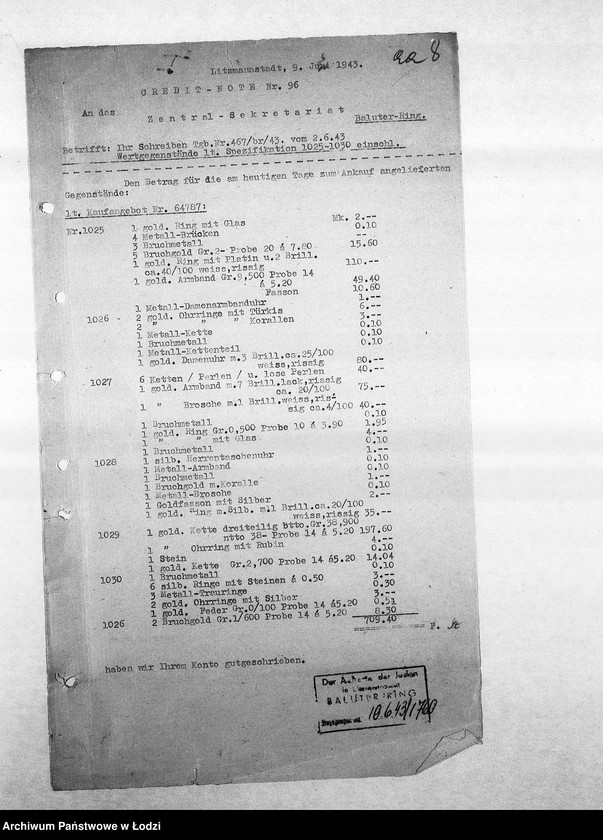 aa 8
Litzmannstadt, 9. Juni 1943.
CREDIT-NOTE Nr. 96
An das
Zentral-Sekretariat
Baluter-Ring.
Betrifft: Ihr Schreiben Tgb.Nr.467/br/43. vom 2.6.43
Wertgegenstände lt. Spezifikation 1025-1030 einschl.
Den Betrag für die am heutigen Tage zum Ankauf angelieferten
Gegenstände:
lt. Kaufangebot Nr. 64787:
Nr.1025 1 gold. Ring mit Glas Mk. 2.--
4 Metall-Brücken 0.10
3 Bruchmetall --
5 Bruchgold Gr.2- Probe 20 á 7.80 15.60
1 gold. Ring mit Platin u.2 Brill.
ca.40/100 weiss,rissig 110.--
1 gold. Armband Gr.9,500 Probe 14
á 5.20 49.40
Fasson 10.60
1 Metall-Damenarmbanduhr 1.--
1026 2 gold. Ohrringe mit Türkis 6.--
2 " " " Korallen 3.--
1 Metall-Kette 0.10
1 Bruchmetall 0.10
1 Metall-Kettenteil 0.10
1 gold. Damenuhr m.3 Brill.ca.25/100
weiss,rissig 80.--
1027 6 Ketten / Perlen / u. lose Perlen 40.--
1 gold. Armband m.7 Brill.lack,rissig
ca. 20/100 75.--
1 " Brosche m.1 Brill.weiss,ris-
sig ca.4/100 40.--
1 Bruchmetall 0.10
1 gold. Ring Gr.0,500 Probe 10 á 3.90 1.95
1 " " mit Glas 4.--
1 Bruchmetall 0.10
1028 1 silb. Herrentaschenuhr 1.--
1 Metall-Armband 0.10
1 Bruchmetall 0.10
1 Bruchgold m.Koralle 1.--
1 Metall-Brosche 0.10
1 Goldfasson mit Silber 2.--
1 gold. Ring m.Silb. m.1 Brill.ca.20/100
weiss,rissig 35.--
1029 1 gold. Kette dreiteilig btto.Gr.38,900
ntto 38- Probe 14 á 5.20 197.60
1 " Ohrring mit Rubin 4.--
1 Stein 0.10
1 gold. Kette Gr.2,700 Probe 14 á5.20 14.04
1030 1 Bruchmetall 0.10
6 silb. Ringe mit Steinen á 0.50 3.--
3 Metall-Trauringe 0.30
2 gold. Ohrringe mit Silber 3.--
1 gold. Feder Gr.0/100 Probe 14 á5.20 0.51
1026 2 Bruchgold Gr.1/600 Probe 14 á 5.20 8.30
709.40
haben wir Ihrem Konto gutgeschrieben.
Der Aelteste der Juden
in Litzmannstadt
BALUTER-RING
10.6.43/1760
Archiwum Państwowe w Łodzi